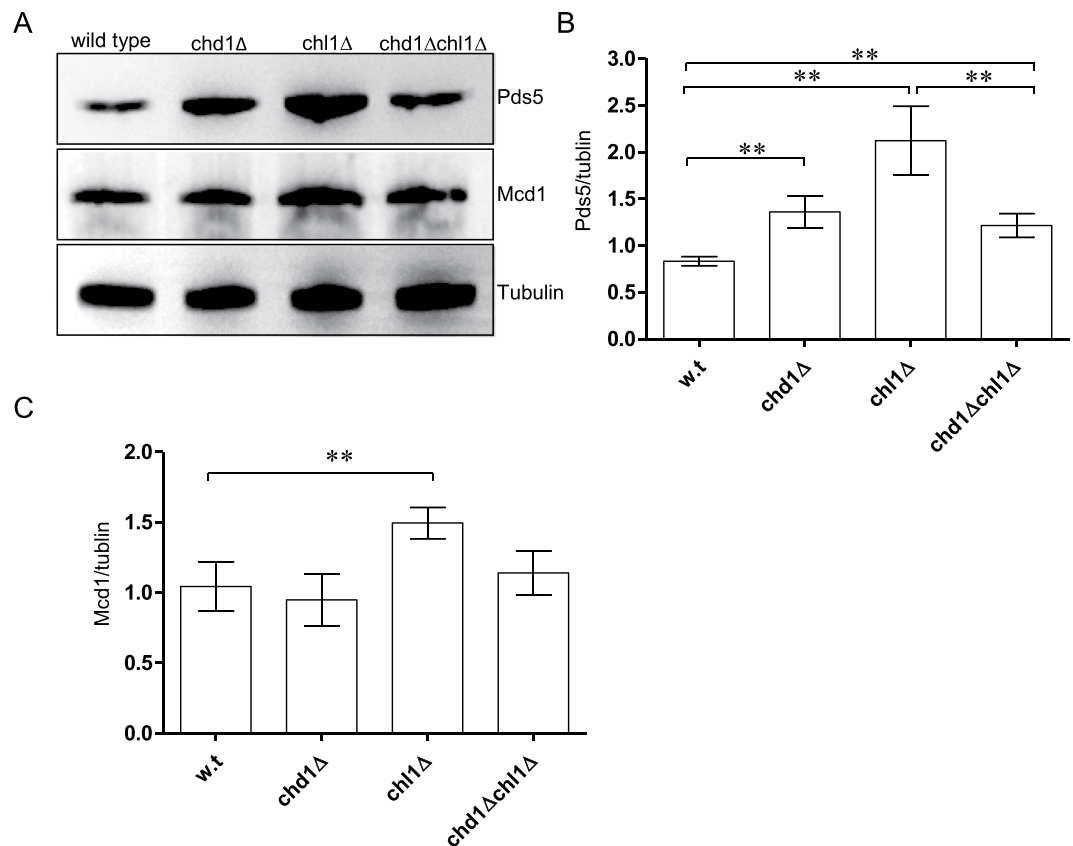 A
wild type chd1Δ chl1Δ chd1Δchl1Δ
Pds5
Mcd1
Tubulin
B
** 
** **
**
3.0
2.5
2.0
1.5
1.0
0.5
0.0
Pds5/tublin
w.t chd1Δ chl1Δ chd1Δchl1Δ
C
**
2.0
1.5
1.0
0.5
0.0
Mcd1/tublin
w.t chd1Δ chl1Δ chd1Δchl1Δ